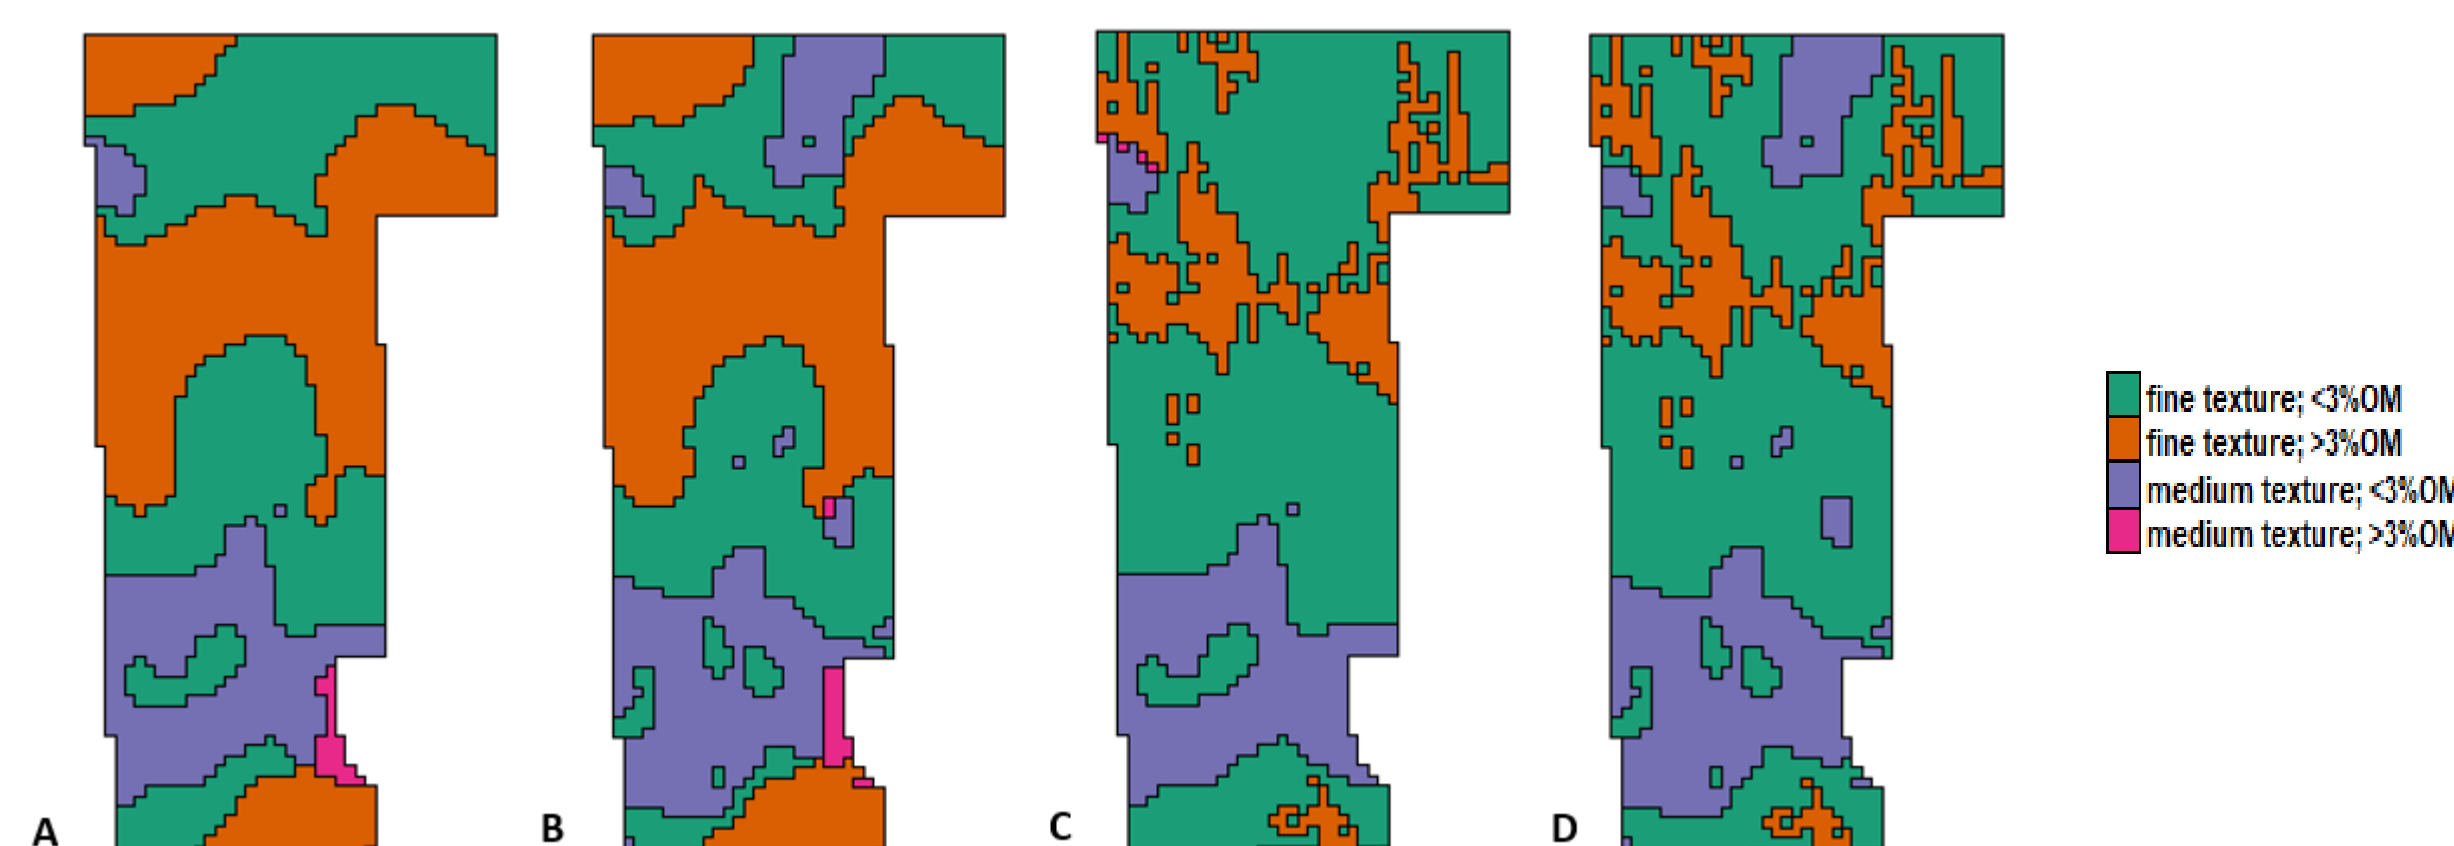 fine texture; <3%OM
fine texture; >3%OM
medium texture; <3%OM
medium texture; >3%OM
A
B
C
D